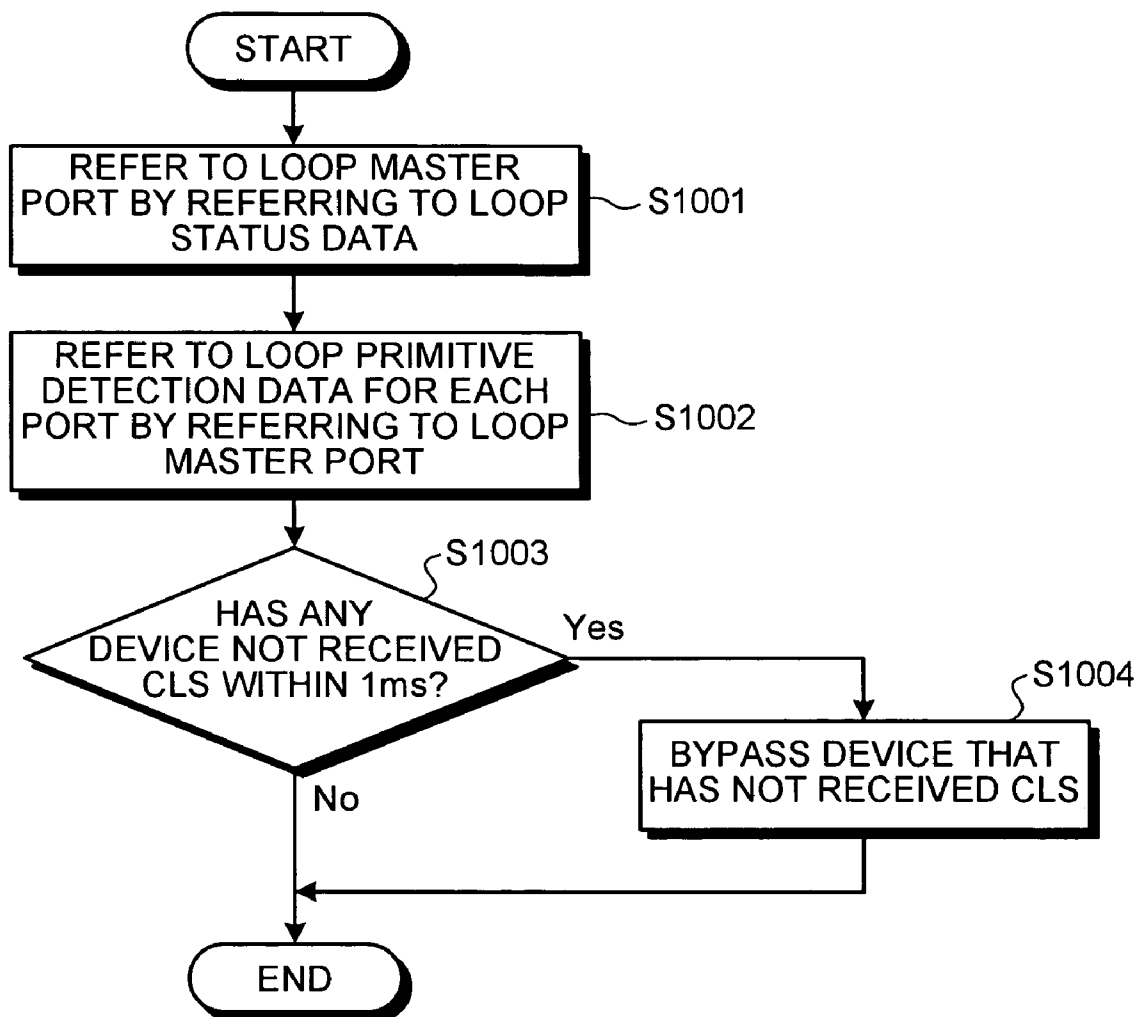 START
REFER TO LOOP MASTER
PORT BY REFERRING TO LOOP
STATUS DATA
S1001
REFER TO LOOP PRIMITIVE
DETECTION DATA FOR EACH
PORT BY REFERRING TO LOOP
MASTER PORT
S1002
S1003
HAS ANY
DEVICE NOT RECEIVED
CLS WITHIN 1ms?
Yes
No
S1004
BYPASS DEVICE THAT
HAS NOT RECEIVED CLS
END